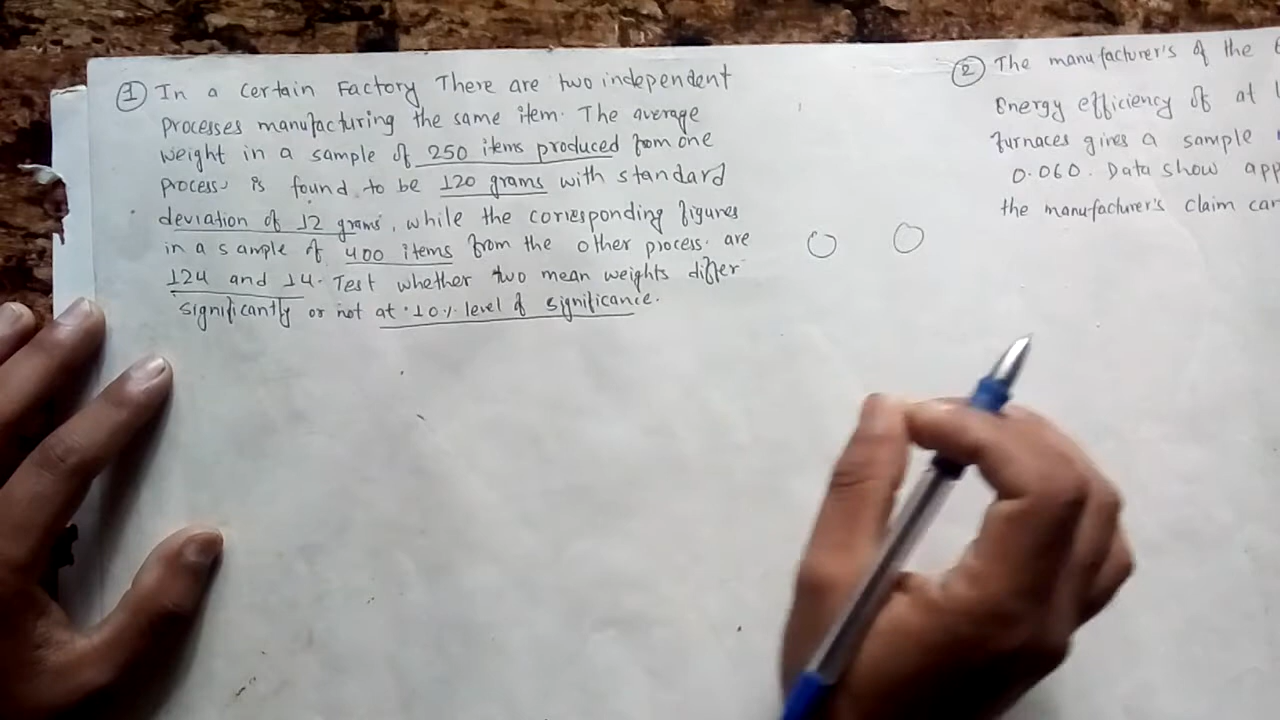 ① In a certain Factory There are two independent
processes manufacturing the same item. The average
weight in a sample of 250 items produced from one
process is found to be 120 grams with standard
deviation of 12 grams, while the corresponding figures
in a sample of 400 items from the other process are
124 and 14. Test whether two mean weights differ
significantly or not at 10% level of significance.
② The manufacturer's of the
Energy efficiency of at
furnaces gives a sample
0.060. Data show
the manufacturer's claim